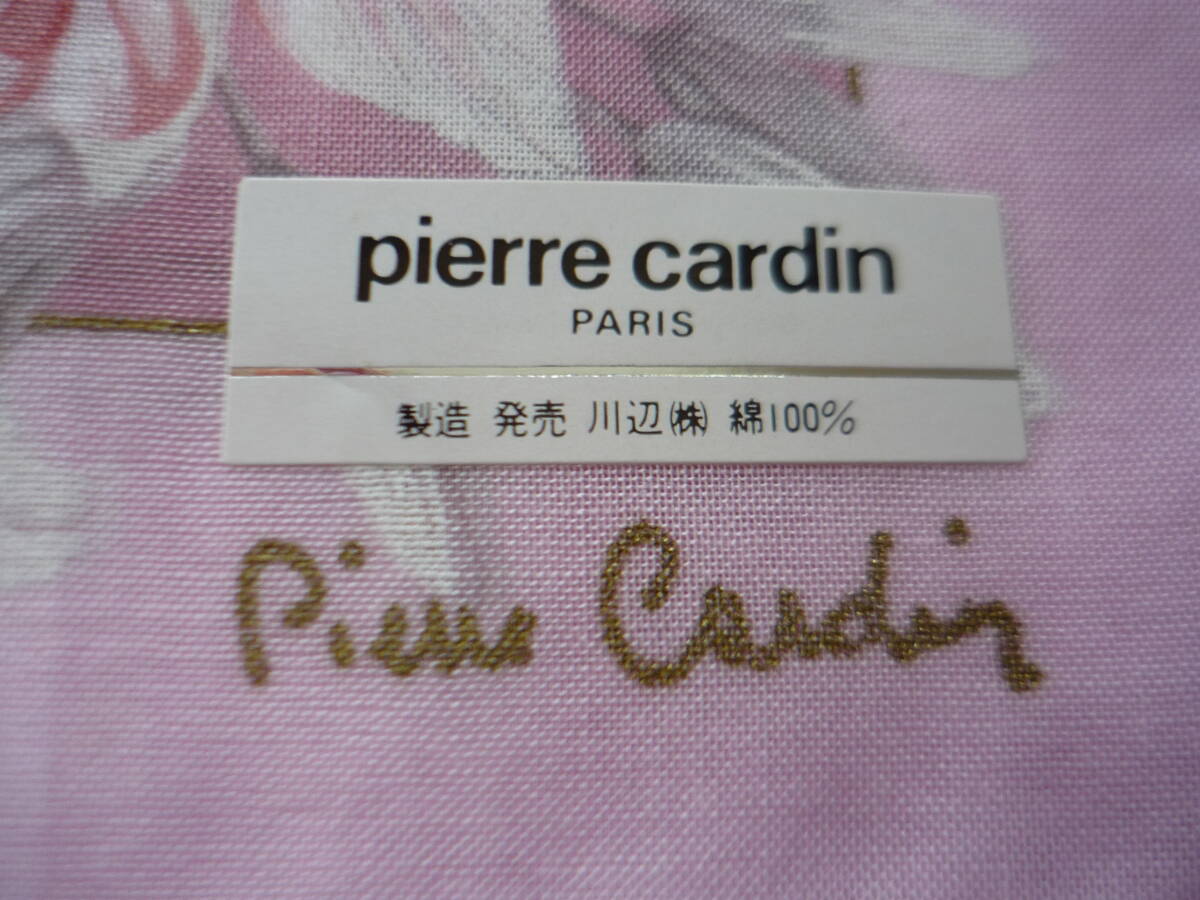 pierre cardin
PARIS
製造 発売 川辺㈱ 綿100%
Pierre Cardin